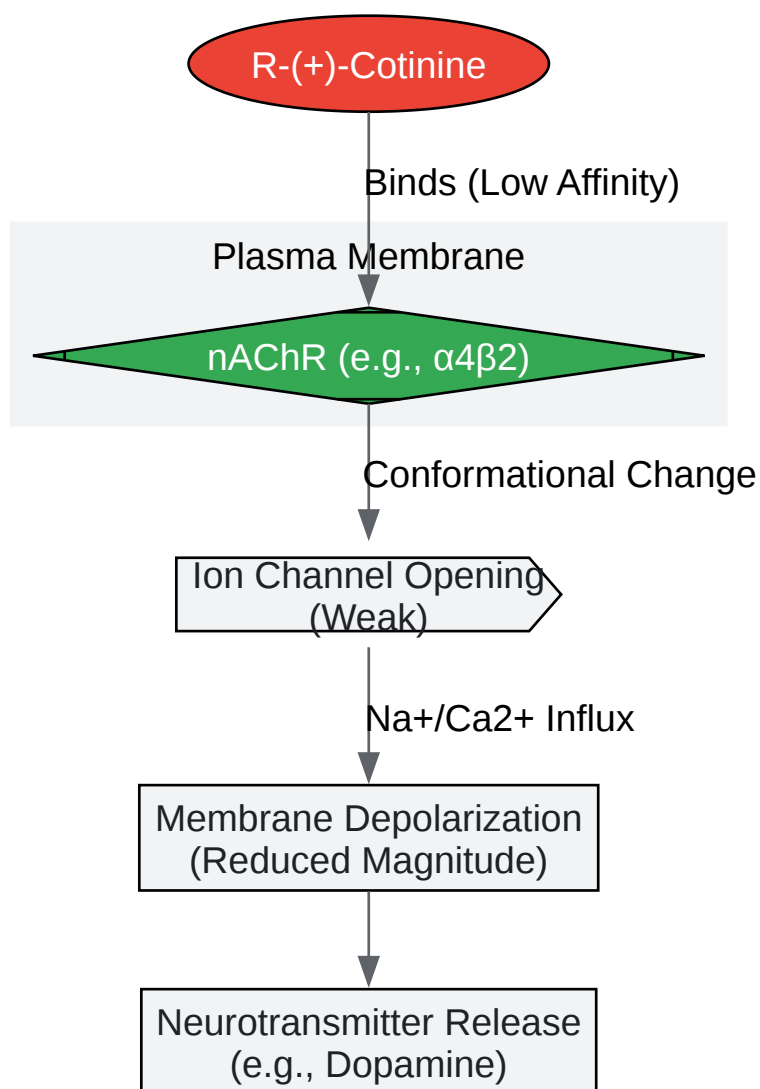 R-(+)-Cotinine
Binds (Low Affinity)
Plasma Membrane
nAChR (e.g., α4β2)
Conformational Change
Ion Channel Opening
(Weak)
Na+/Ca2+ Influx
Membrane Depolarization
(Reduced Magnitude)
Neurotransmitter Release
(e.g., Dopamine)